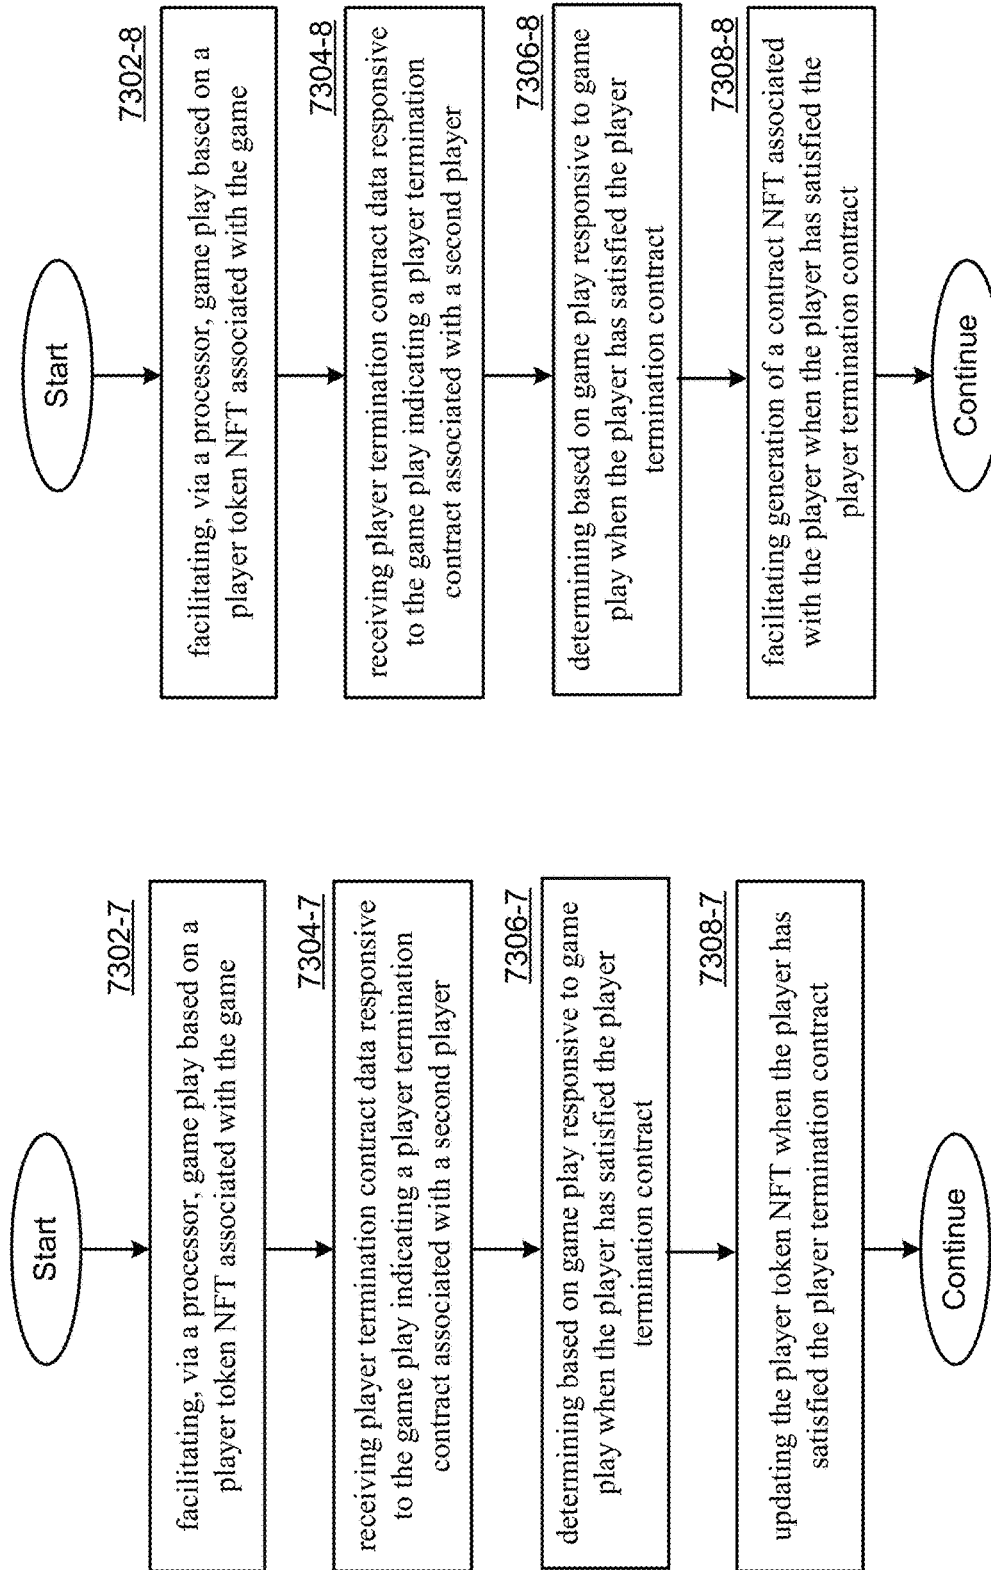 Start
7302-7
facilitating, via a processor, game play based on a
player token NFT associated with the game
7304-7
receiving player termination contract data responsive
to the game play indicating a player termination
contract associated with a second player
7306-7
determining based on game play responsive to game
play when the player has satisfied the player
termination contract
7308-7
updating the player token NFT when the player has
satisfied the player termination contract
Continue
Start
7302-8
facilitating, via a processor, game play based on a
player token NFT associated with the game
7304-8
receiving player termination contract data responsive
to the game play indicating a player termination
contract associated with a second player
7306-8
determining based on game play responsive to game
play when the player has satisfied the player
termination contract
7308-8
facilitating generation of a contract NFT associated
with the player when the player has satisfied the
player termination contract
Continue